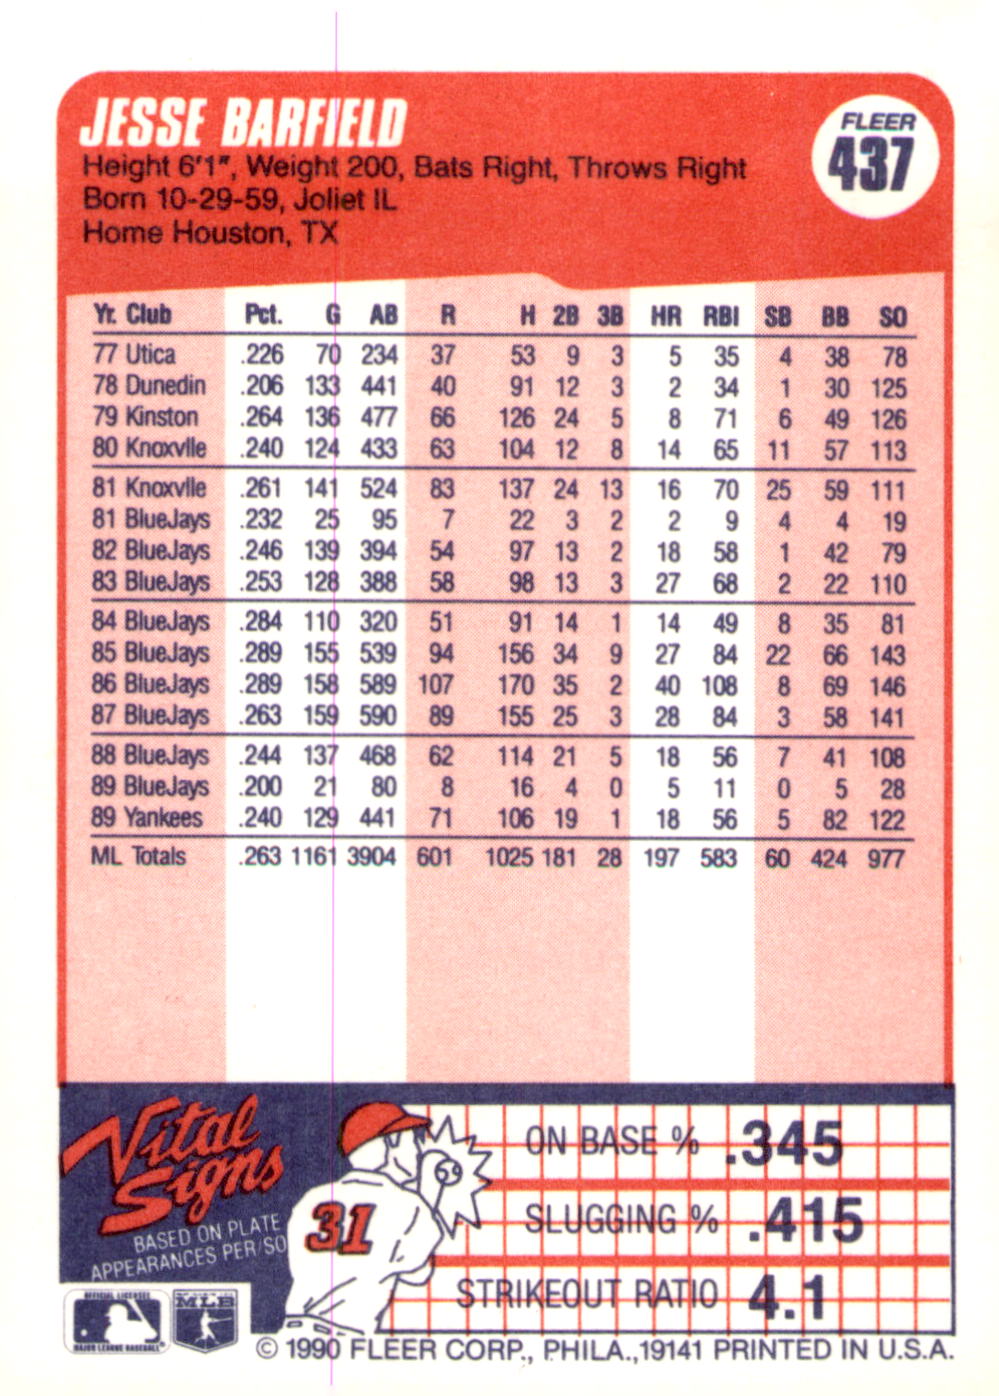 JESSE BARFIELD
FLEER
437
Height 6'1", Weight 200, Bats Right, Throws Right
Born 10-29-59, Joliet IL
Home Houston, TX
Yr. Club Pct. G AB R H 2B 3B HR RBI SB BB SO
77 Utica .226 70 234 37 53 9 3 5 35 4 38 78
78 Dunedin .206 133 441 40 91 12 3 2 34 1 30 125
79 Kinston .264 136 477 66 126 24 5 8 71 6 49 126
80 Knoxvlle .240 124 433 63 104 12 8 14 65 11 57 113
81 Knoxvlle .261 141 524 83 137 24 13 16 70 25 59 111
81 BlueJays .232 25 95 7 22 3 2 2 9 4 4 19
82 BlueJays .246 139 394 54 97 13 2 18 58 1 42 79
83 BlueJays .253 128 388 58 98 13 3 27 68 2 22 110
84 BlueJays .284 110 320 51 91 14 1 14 49 8 35 81
85 BlueJays .289 155 539 94 156 34 9 27 84 22 66 143
86 BlueJays .289 158 589 107 170 35 2 40 108 8 69 146
87 BlueJays .263 159 590 89 155 25 3 28 84 3 58 141
88 BlueJays .244 137 468 62 114 21 5 18 56 7 41 108
89 BlueJays .200 21 80 8 16 4 0 5 11 0 5 28
89 Yankees .240 129 441 71 106 19 1 18 56 5 82 122
ML Totals .263 1161 3904 601 1025 181 28 197 583 60 424 977
Vital
Signs
BASED ON PLATE
APPEARANCES PER/SO
31
ON BASE % .345
SLUGGING % .415
STRIKEOUT RATIO 4.1
OFFICIAL LICENSEE
MAJOR LEAGUE BASEBALL
MLB
© 1990 FLEER CORP., PHILA.,19141 PRINTED IN U.S.A.